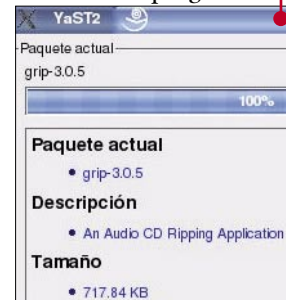 YaST2
Paquete actual
grip-3.0.5
100%
Paquete actual
• grip-3.0.5
Descripción
• An Audio CD Ripping Application
Tamaño
• 717.84 KB